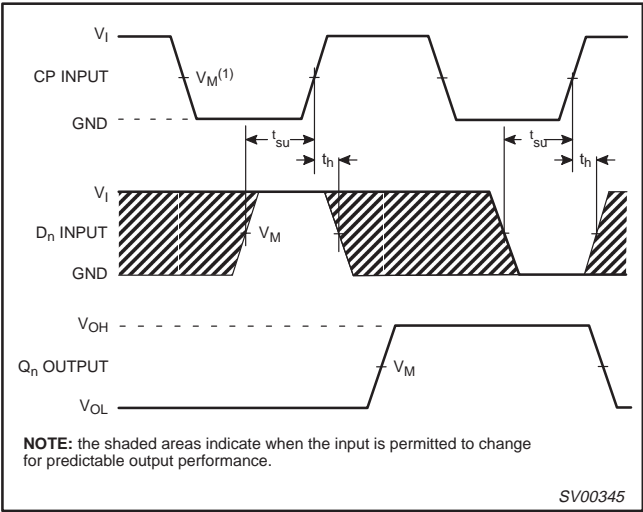 V_I
CP INPUT
V_M(1)
GND
t_su
t_su
t_h
t_h
V_I
D_n INPUT
V_M
GND
V_OH
Q_n OUTPUT
V_M
V_OL
NOTE: the shaded areas indicate when the input is permitted to change
for predictable output performance.
SV00345